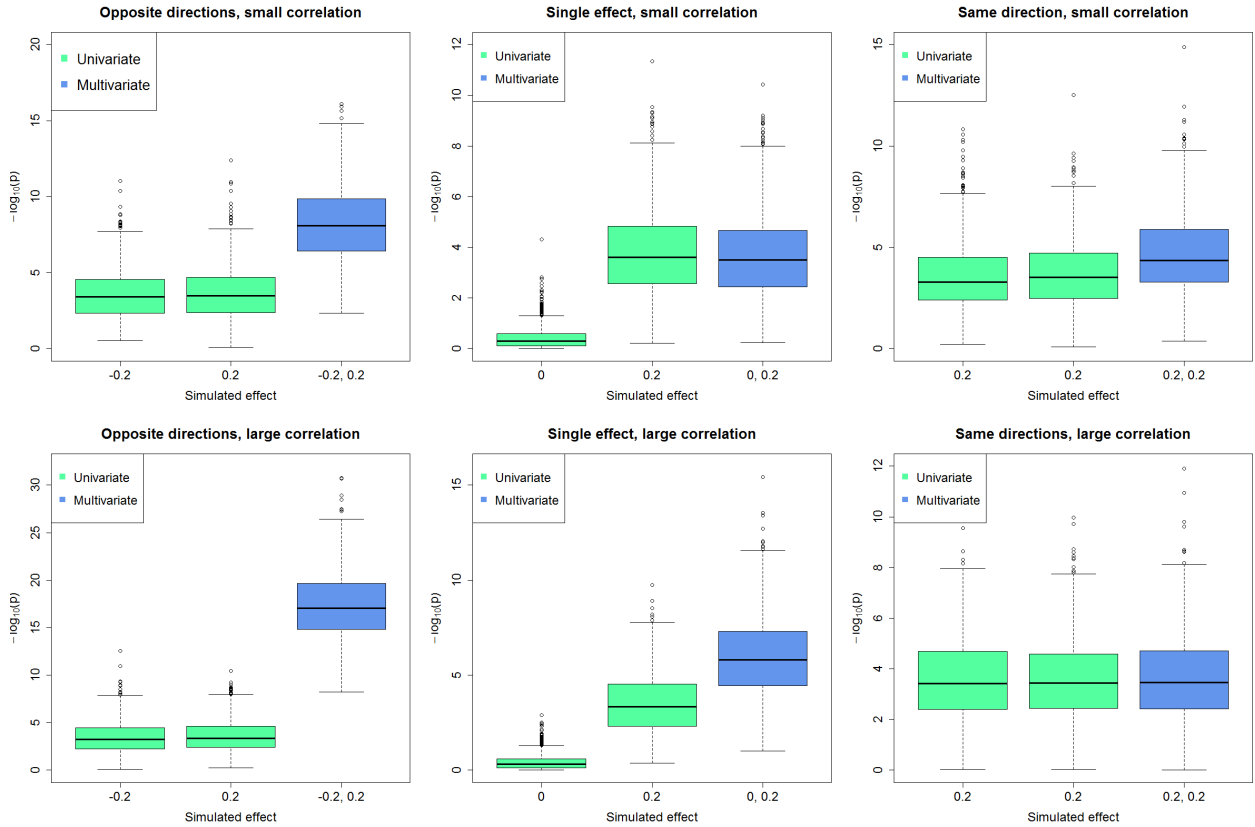 Opposite directions, small correlation
Univariate
Multivariate
20
15
10
5
0
−log10(p)
-0.2
0.2
-0.2, 0.2
Simulated effect
Single effect, small correlation
Univariate
Multivariate
12
10
8
6
4
2
0
−log10(p)
0
0.2
0, 0.2
Simulated effect
Same direction, small correlation
Univariate
Multivariate
15
10
5
0
−log10(p)
0.2
0.2
0.2, 0.2
Simulated effect
Opposite directions, large correlation
Univariate
Multivariate
30
25
20
15
10
5
0
−log10(p)
-0.2
0.2
-0.2, 0.2
Simulated effect
Single effect, large correlation
Univariate
Multivariate
15
10
5
0
−log10(p)
0
0.2
0, 0.2
Simulated effect
Same directions, large correlation
Univariate
Multivariate
12
10
8
6
4
2
0
−log10(p)
0.2
0.2
0.2, 0.2
Simulated effect